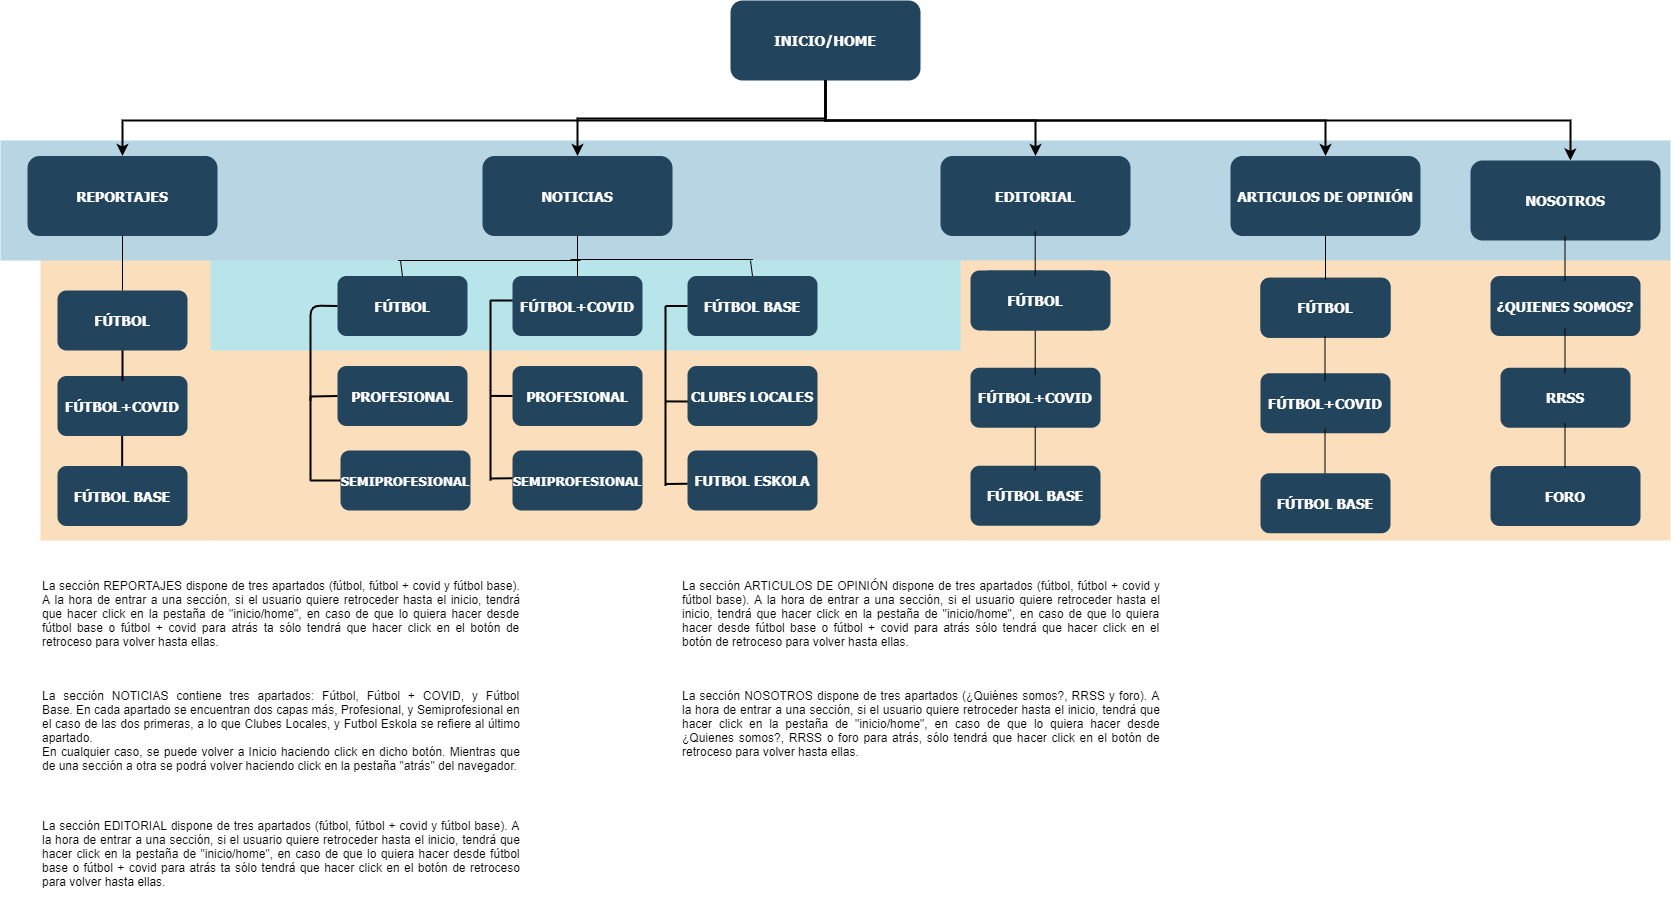 INICIO/HOME
REPORTAJES
NOTICIAS
EDITORIAL
ARTICULOS DE OPINIÓN
NOSOTROS
FÚTBOL
FÚTBOL+COVID
FÚTBOL BASE
FÚTBOL
PROFESIONAL
SEMIPROFESIONAL
FÚTBOL+COVID
PROFESIONAL
SEMIPROFESIONAL
FÚTBOL BASE
CLUBES LOCALES
FUTBOL ESKOLA
FÚTBOL
FÚTBOL+COVID
FÚTBOL BASE
FÚTBOL
FÚTBOL+COVID
FÚTBOL BASE
¿QUIENES SOMOS?
RRSS
FORO
La sección REPORTAJES dispone de tres apartados (fútbol, fútbol + covid y fútbol base).
A la hora de entrar a una sección, si el usuario quiere retroceder hasta el inicio, tendrá
que hacer click en la pestaña de "inicio/home", en caso de que lo quiera hacer desde
fútbol base o fútbol + covid para atrás ta sólo tendrá que hacer click en el botón de
retroceso para volver hasta ellas.
La sección NOTICIAS contiene tres apartados: Fútbol, Fútbol + COVID, y Fútbol
Base. En cada apartado se encuentran dos capas más, Profesional, y Semiprofesional en
el caso de las dos primeras, a lo que Clubes Locales, y Futbol Eskola se refiere al último
apartado.
En cualquier caso, se puede volver a Inicio haciendo click en dicho botón. Mientras que
de una sección a otra se podrá volver haciendo click en la pestaña "atrás" del navegador.
La sección EDITORIAL dispone de tres apartados (fútbol, fútbol + covid y fútbol base). A
la hora de entrar a una sección, si el usuario quiere retroceder hasta el inicio, tendrá que
hacer click en la pestaña de "inicio/home", en caso de que lo quiera hacer desde fútbol
base o fútbol + covid para atrás ta sólo tendrá que hacer click en el botón de retroceso
para volver hasta ellas.
La sección ARTICULOS DE OPINIÓN dispone de tres apartados (fútbol, fútbol + covid y
fútbol base). A la hora de entrar a una sección, si el usuario quiere retroceder hasta el
inicio, tendrá que hacer click en la pestaña de "inicio/home", en caso de que lo quiera
hacer desde fútbol base o fútbol + covid para atrás sólo tendrá que hacer click en el
botón de retroceso para volver hasta ellas.
La sección NOSOTROS dispone de tres apartados (¿Quiénes somos?, RRSS y foro). A
la hora de entrar a una sección, si el usuario quiere retroceder hasta el inicio, tendrá que
hacer click en la pestaña de "inicio/home", en caso de que lo quiera hacer desde
¿Quienes somos?, RRSS o foro para atrás, sólo tendrá que hacer click en el botón de
retroceso para volver hasta ellas.